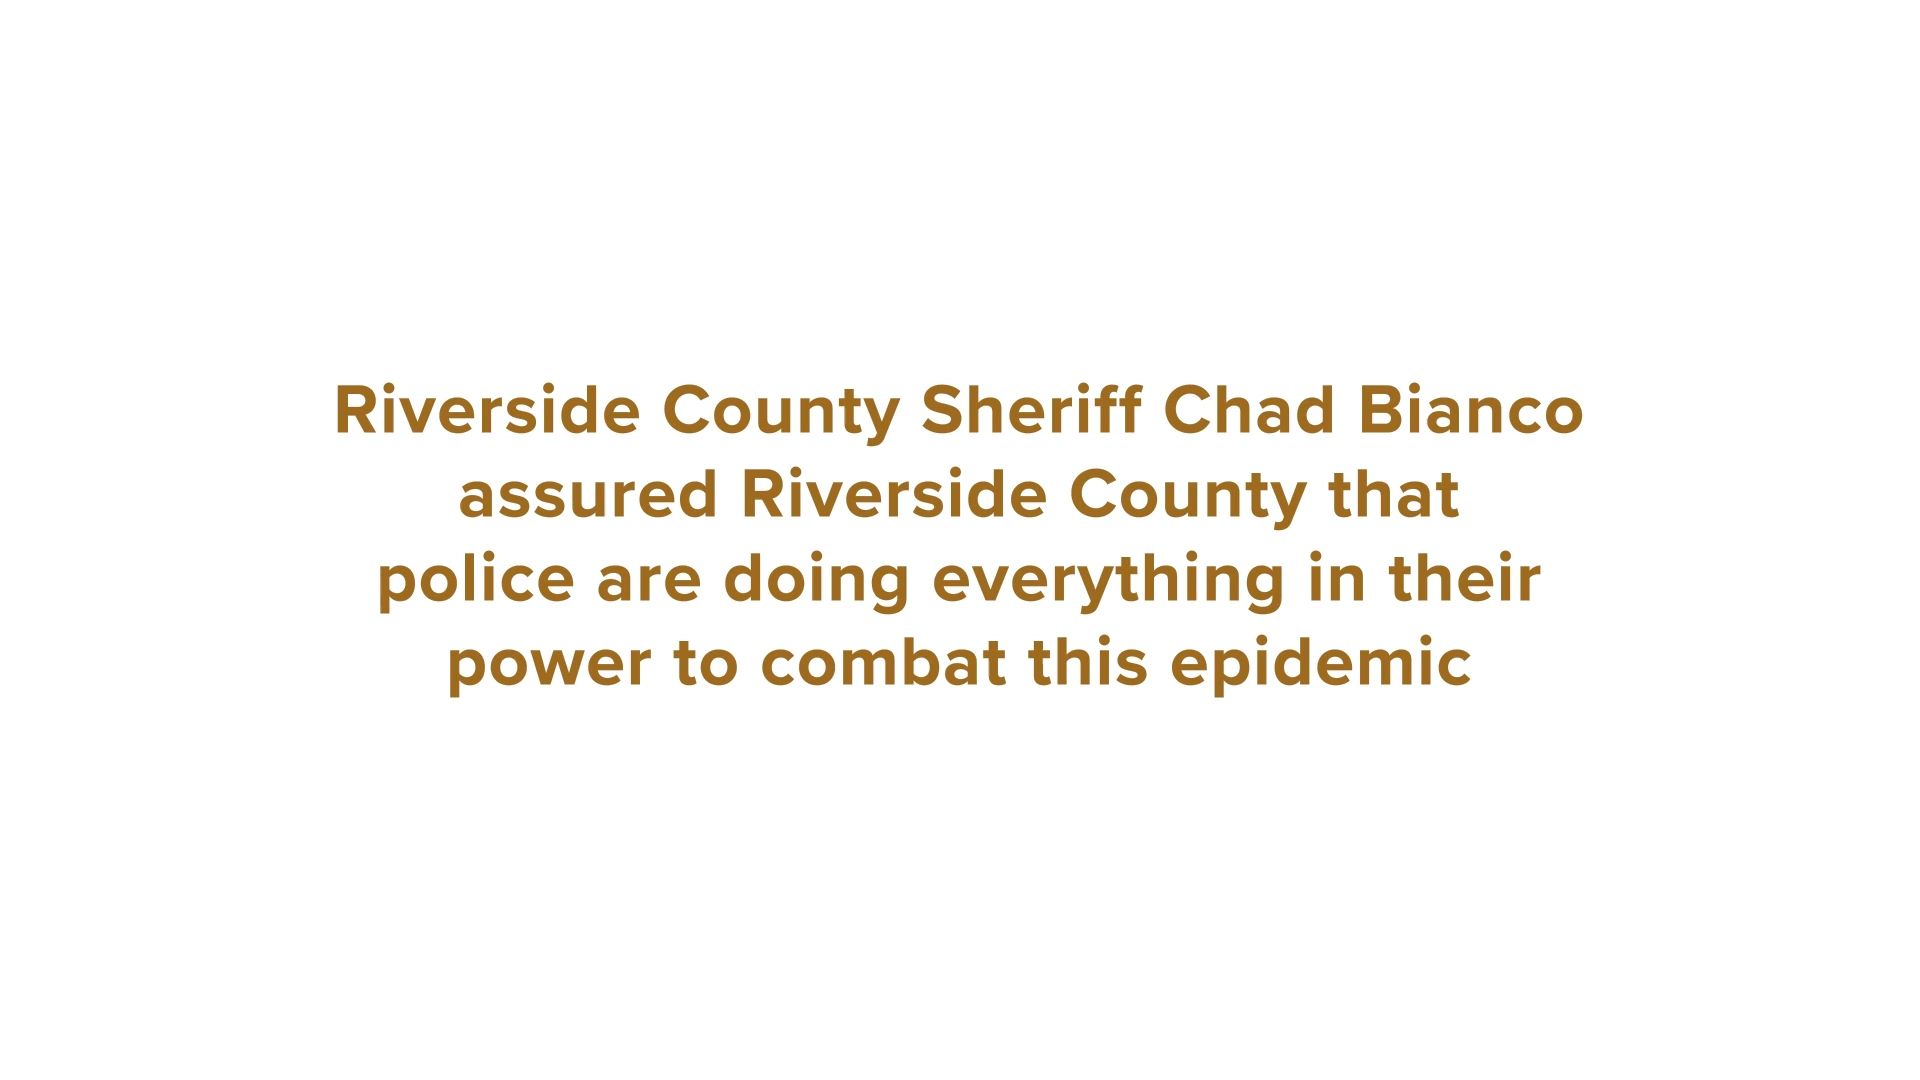 Riverside County Sheriff Chad Bianco
assured Riverside County that
police are doing everything in their
power to combat this epidemic